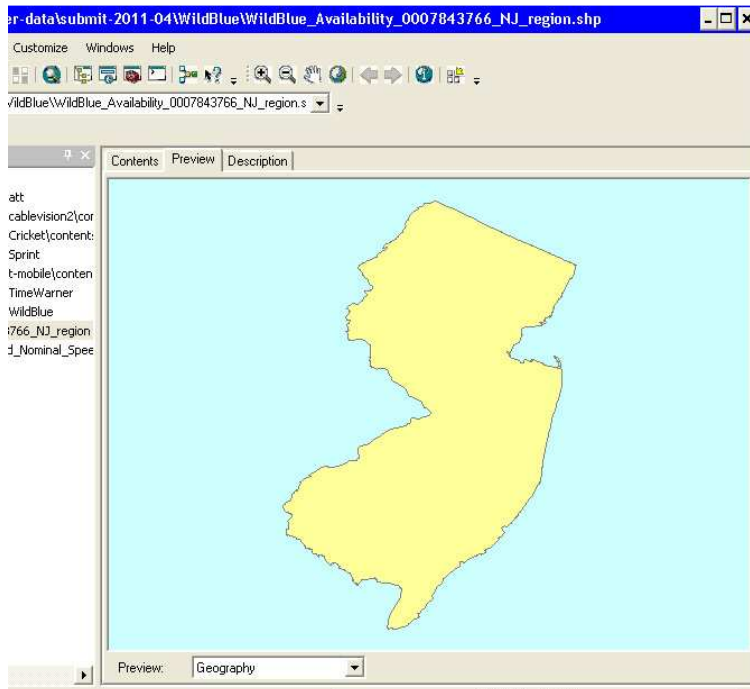 er-data\submit-2011-04\WildBlue\WildBlue_Availability_0007843766_NJ_region.shp
Customize Windows Help
WildBlue\WildBlue_Availability_0007843766_NJ_region.s
Contents Preview Description
att
cablevision2\cor
Cricket\content:
Sprint
t-mobile\conten
TimeWarner
WildBlue
3766_NJ_region
d_Nominal_Spee
Preview: Geography